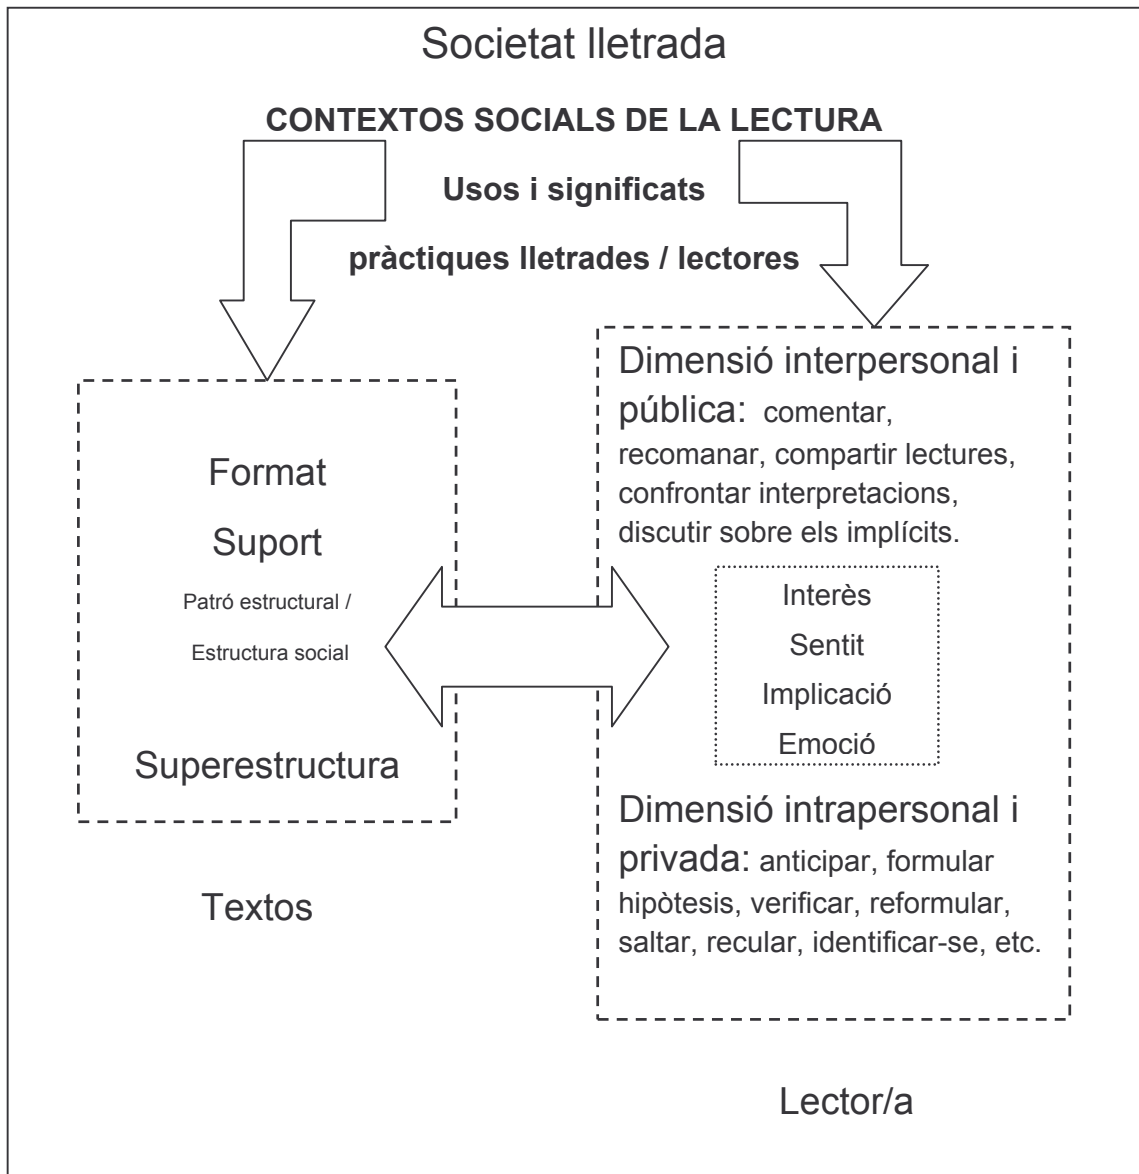 Societat lletrada
CONTEXTOS SOCIALS DE LA LECTURA
Usos i significats
pràctiques lletrades / lectores
Format
Suport
Patró estructural /
Estructura social
Superestructura
Textos
Dimensió interpersonal i
pública: comentar,
recomanar, compartir lectures,
confrontar interpretacions,
discutir sobre els implícits.
Interès
Sentit
Implicació
Emoció
Dimensió intrapersonal i
privada: anticipar, formular
hipòtesis, verificar, reformular,
saltar, recular, identificar-se, etc.
Lector/a